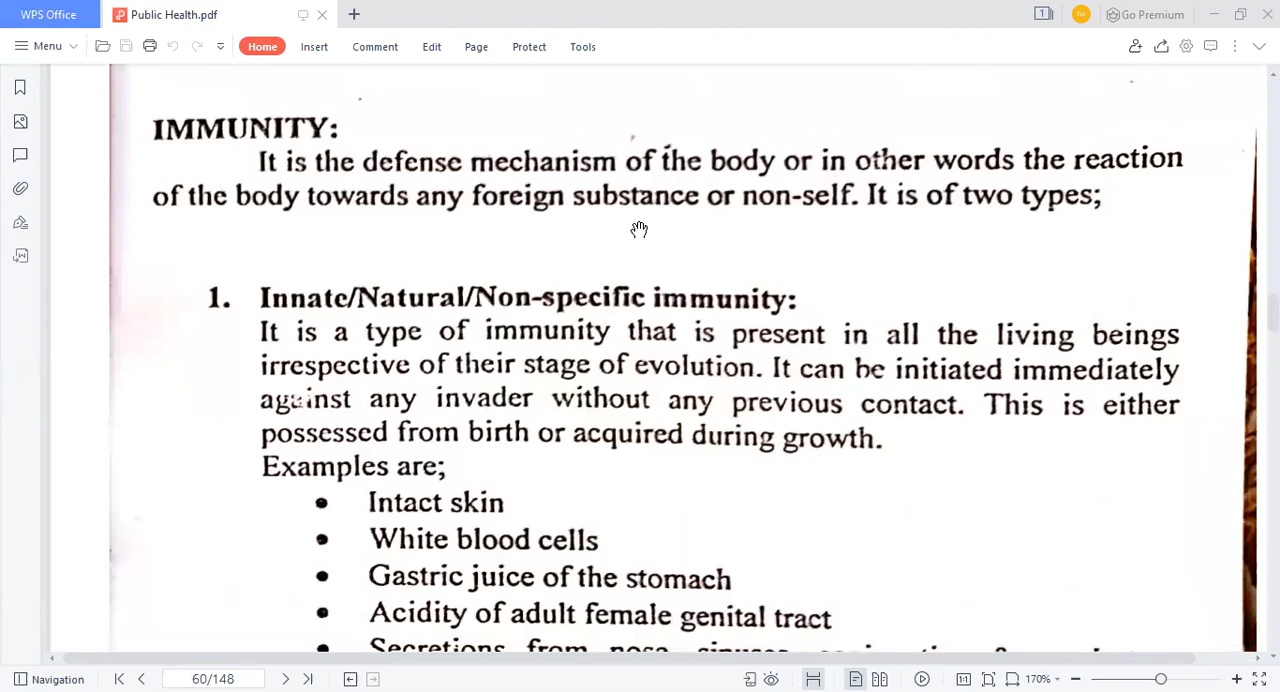 WPS Office
Public Health.pdf
Go Premium
Menu
Home Insert Comment Edit Page Protect Tools
IMMUNITY:
It is the defense mechanism of the body or in other words the reaction
of the body towards any foreign substance or non-self. It is of two types;
1. Innate/Natural/Non-specific immunity:
It is a type of immunity that is present in all the living beings
irrespective of their stage of evolution. It can be initiated immediately
against any invader without any previous contact. This is either
possessed from birth or acquired during growth.
Examples are;
• Intact skin
• White blood cells
• Gastric juice of the stomach
• Acidity of adult female genital tract
• Secretions from nose, sinuses,
Navigation
60/148
170%